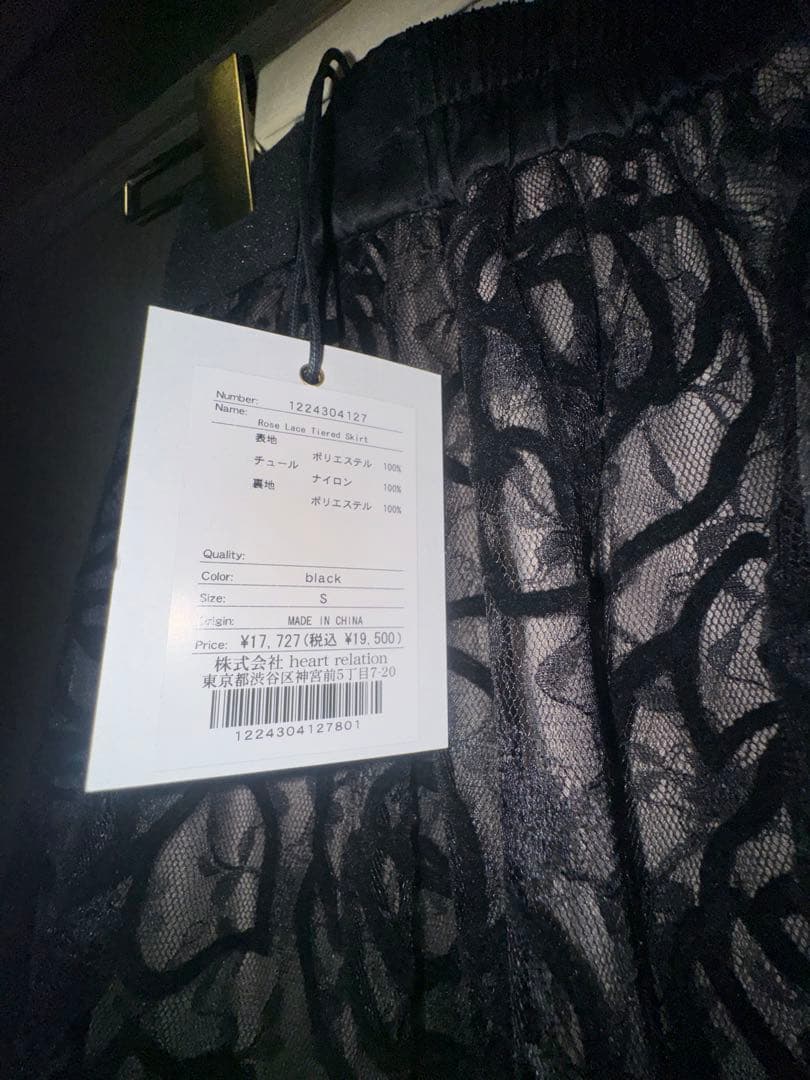 Number: 1224304127
Name: Rose Lace Tiered Skirt
表地 ポリエステル 100%
チュール ナイロン 100%
裏地 ポリエステル 100%
Quality:
Color: black
Size: S
Origin: MADE IN CHINA
Price: ¥17,727(税込 ¥19,500)
株式会社 heart relation
東京都渋谷区神宮前5丁目7-20
1224304127801